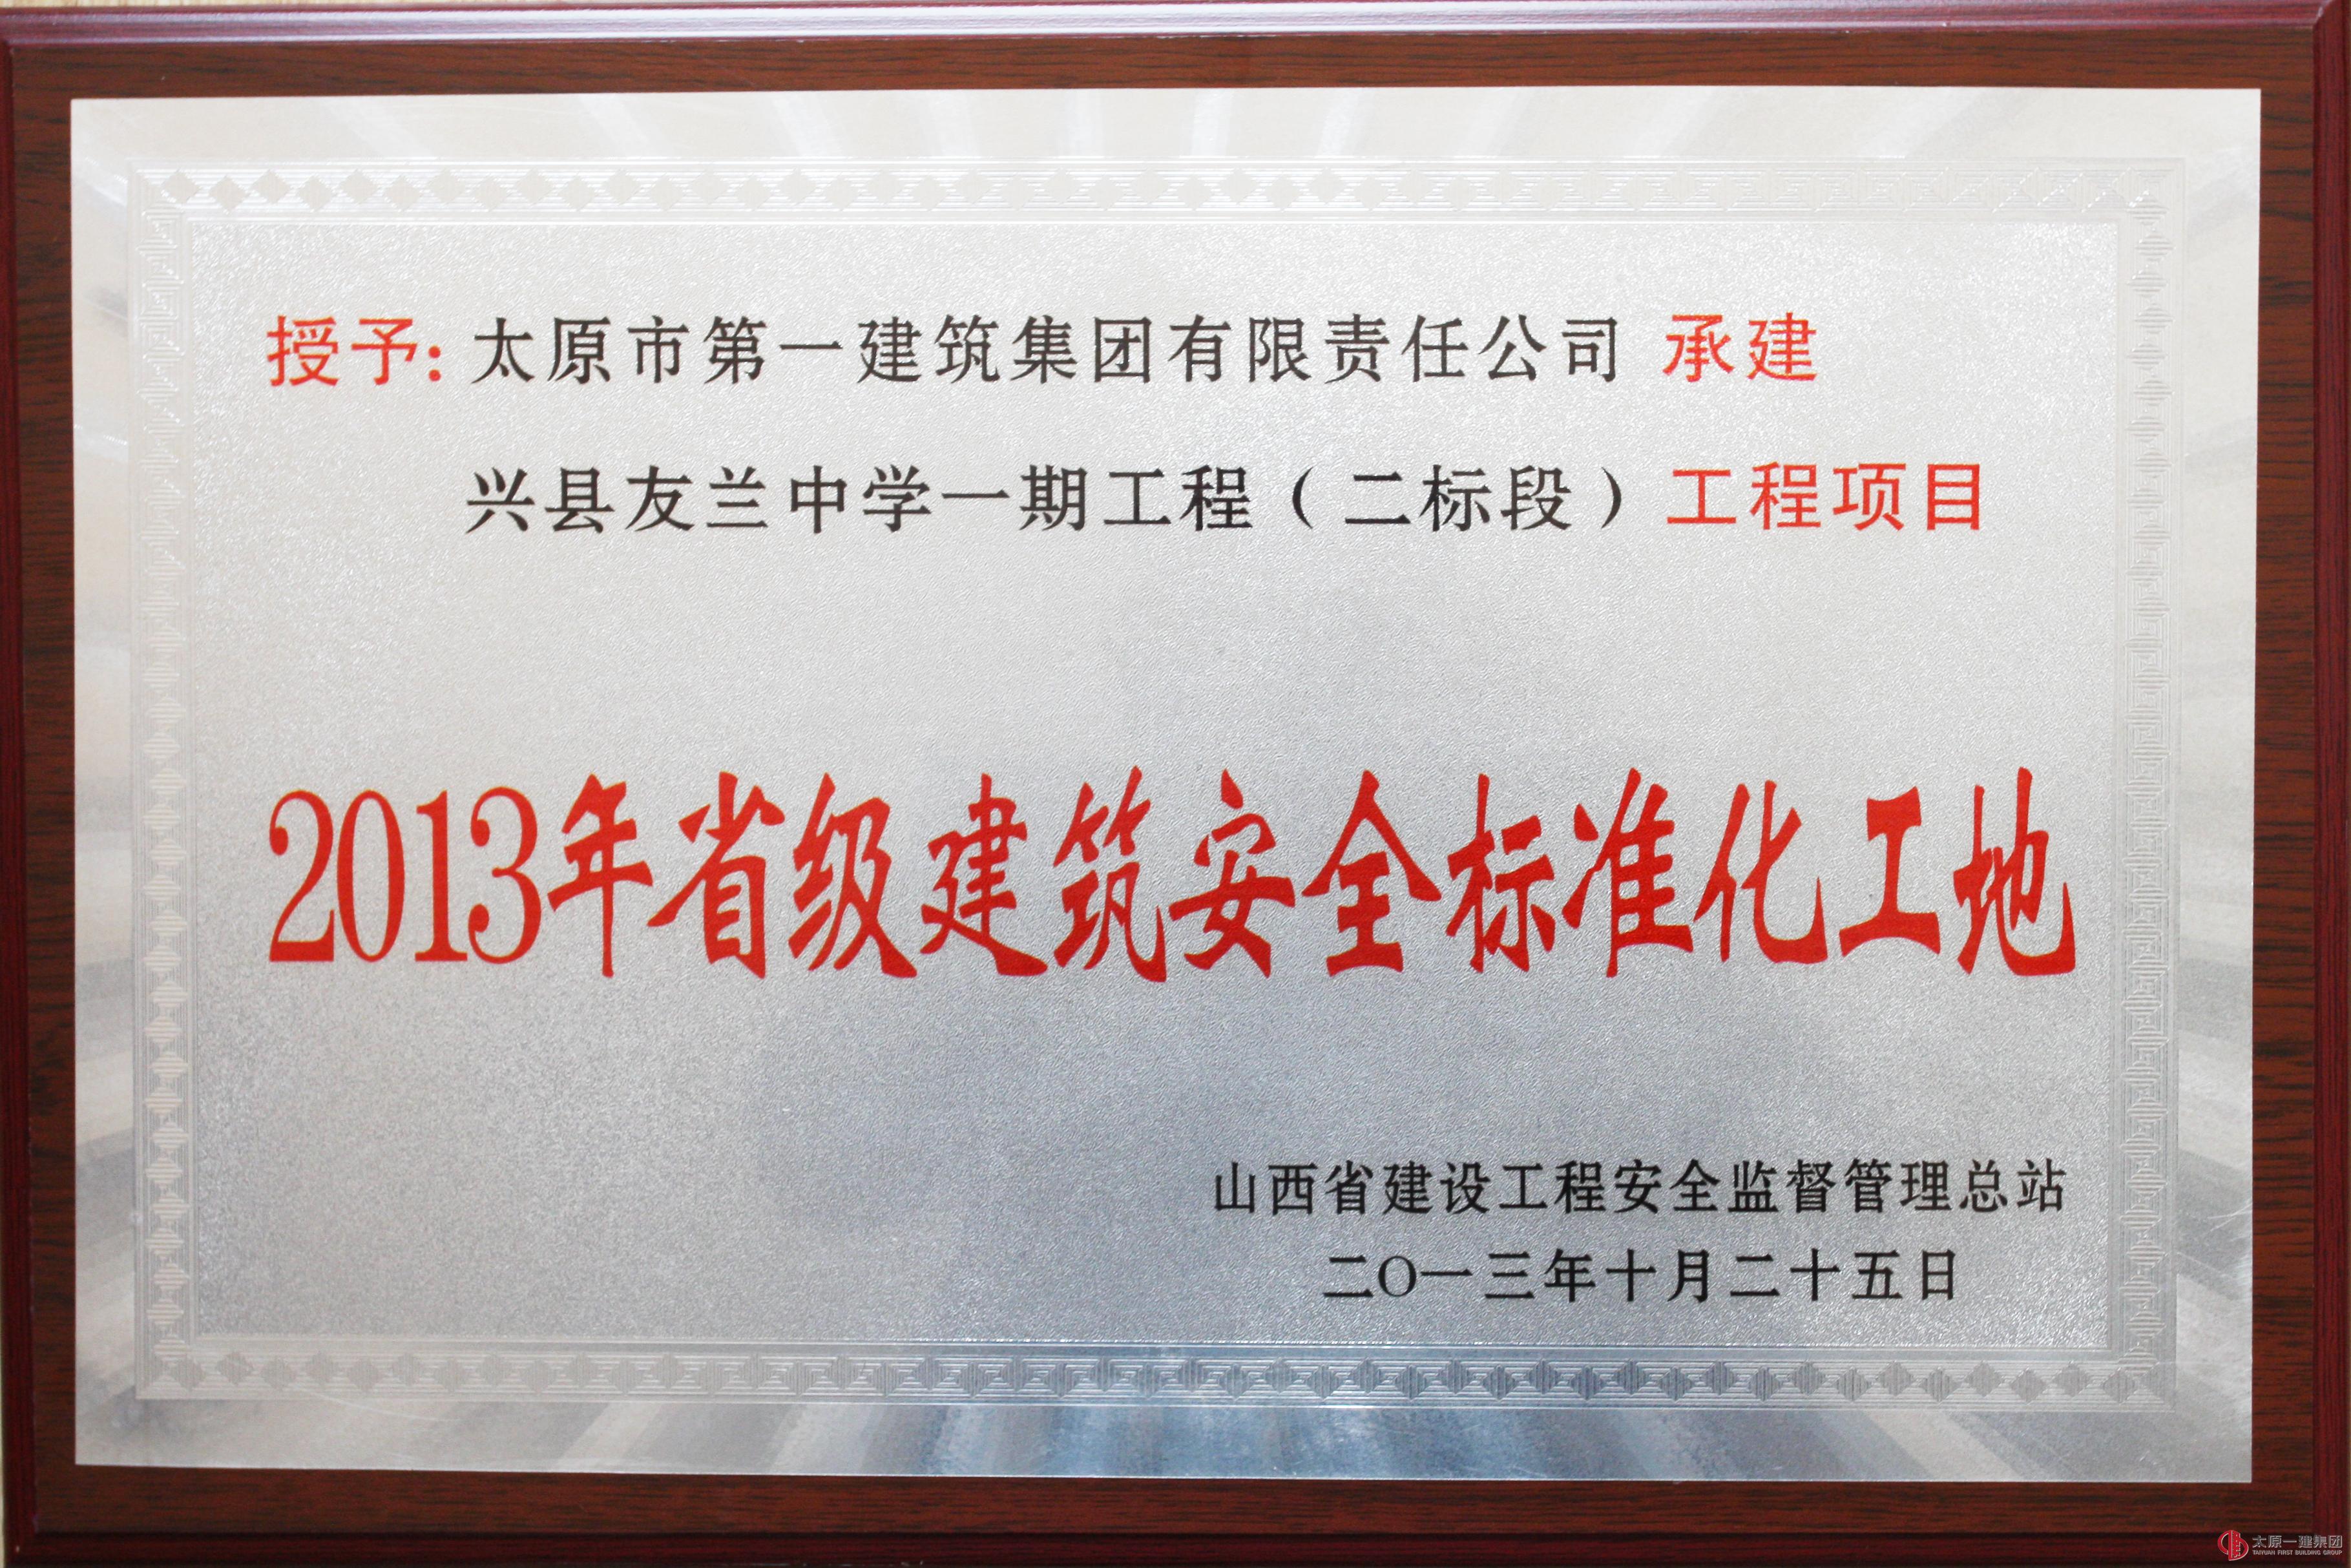 授予：太原市第一建筑集团有限责任公司 承建
兴县友兰中学一期工程（二标段）工程项目
2013年省级建筑安全标准化工地
山西省建设工程安全监督管理总站
二〇一三年十月二十五日
太原一建集团
TAIYUAN FIRST BUILDING GROUP